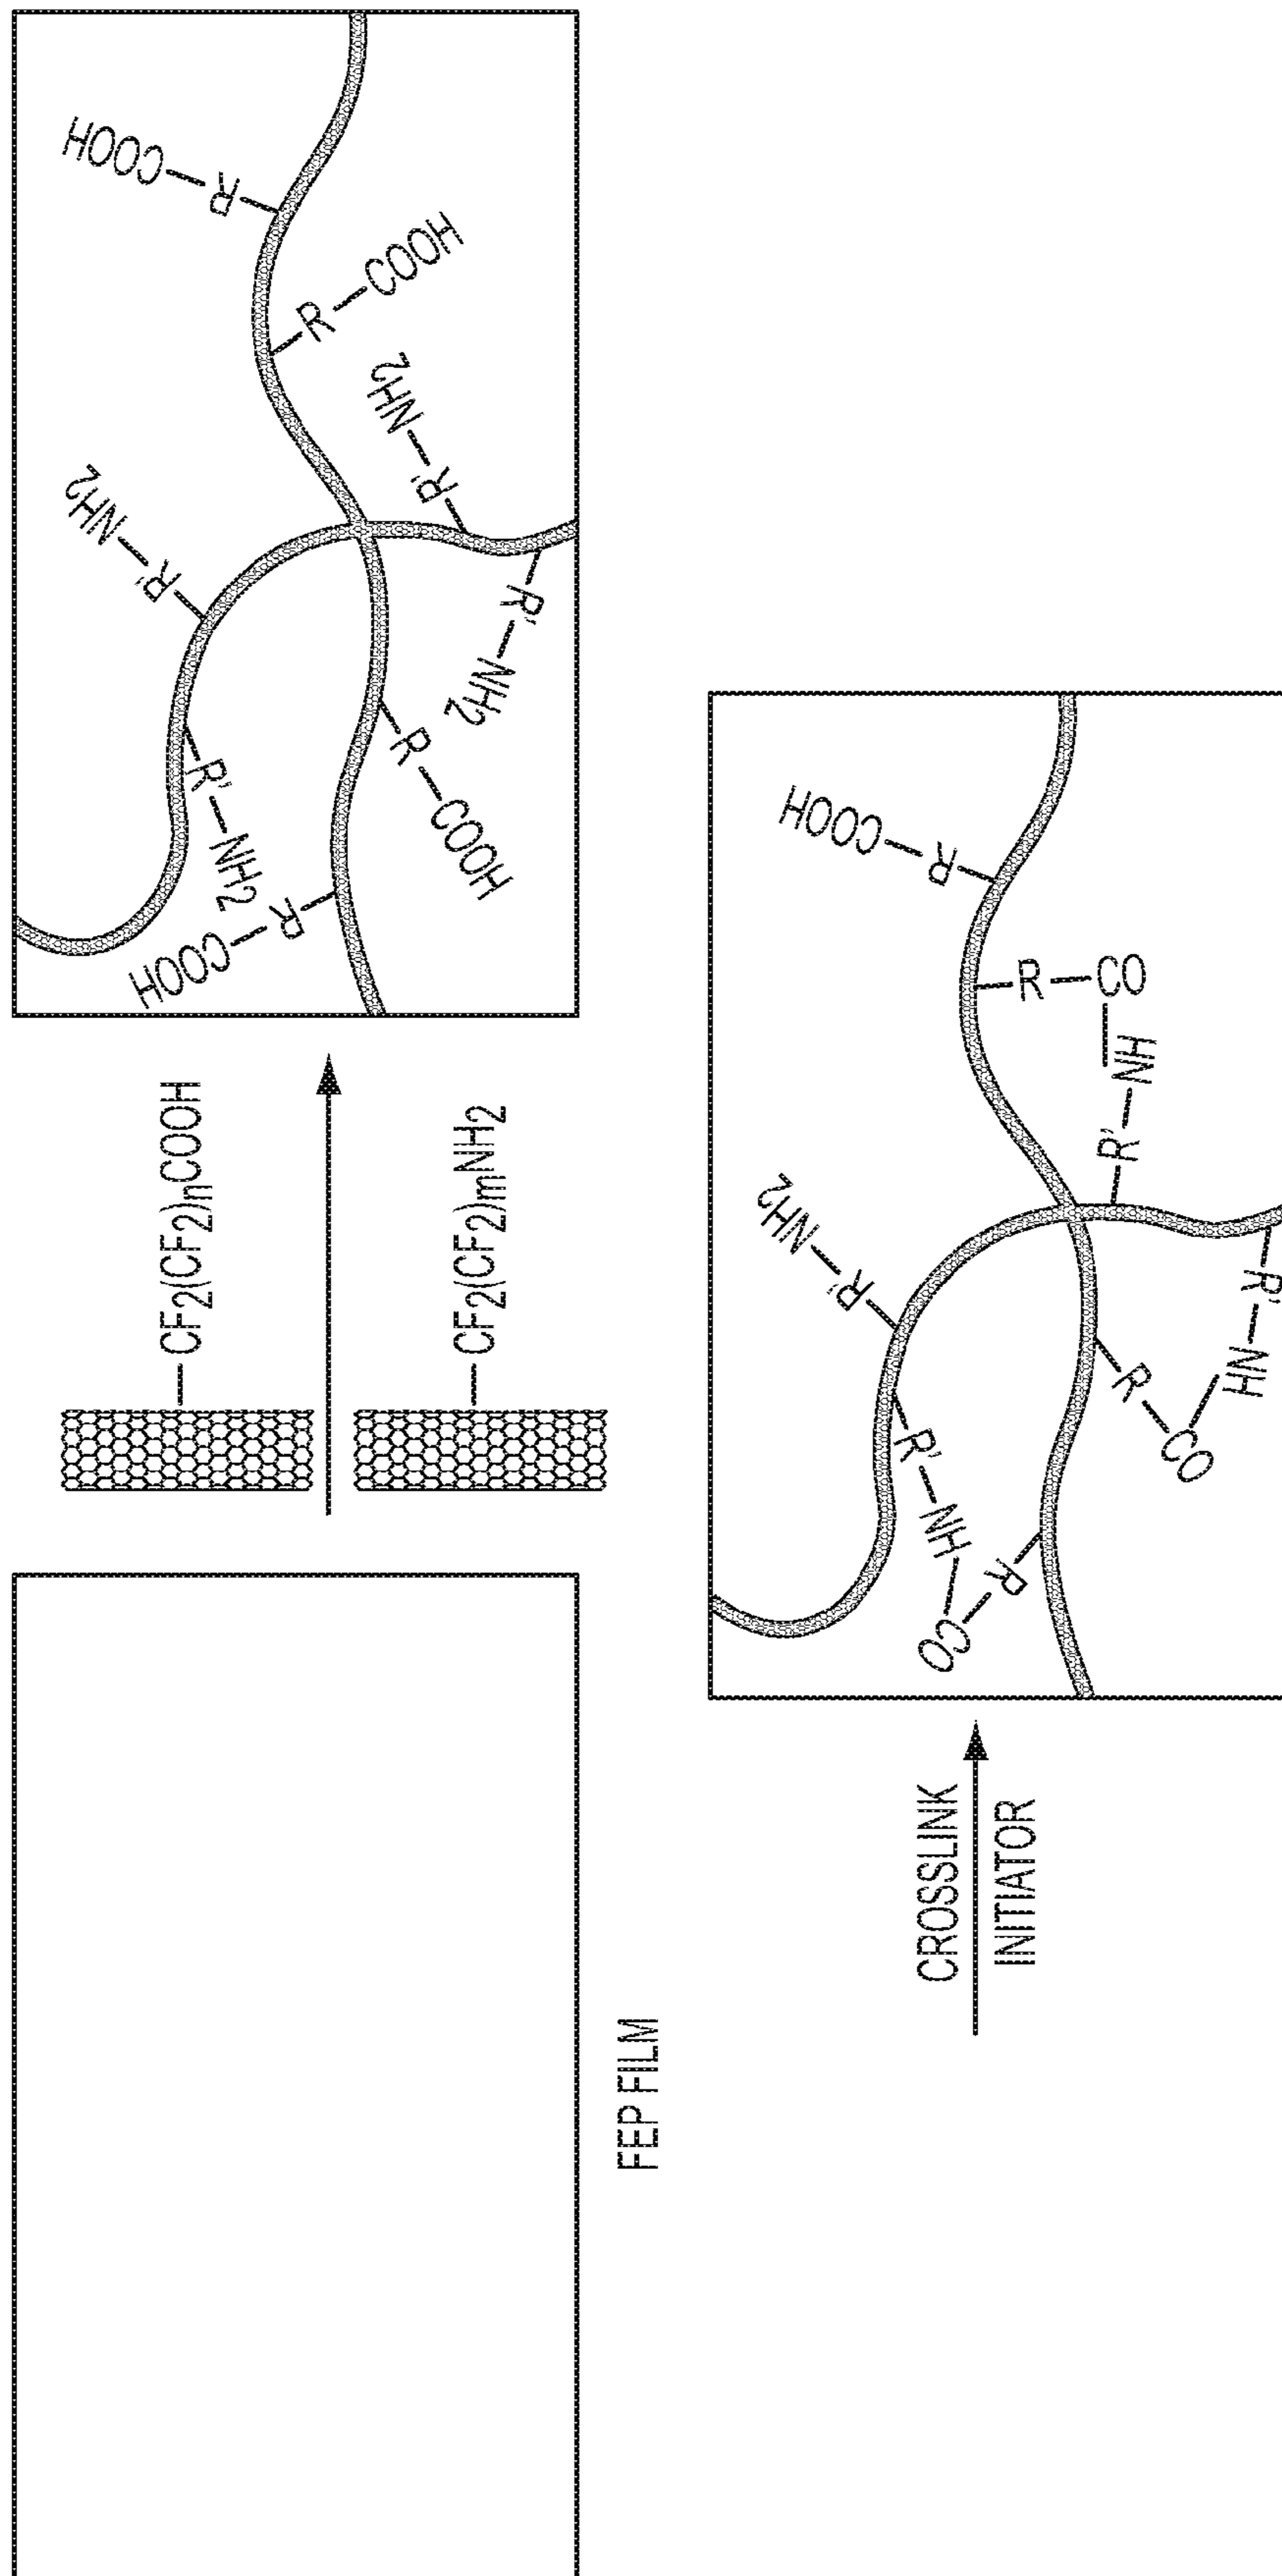 –CF2(CF2)nCOOH
–CF2(CF2)mNH2
R–COOH
R'–NH2
R'–NH2
R–COOH
R–COOH
R–COOH
R'–NH2
R'–NH2
FEP FILM
CROSSLINK
INITIATOR
R'–NH2
R–COOH
R'–NH–CO–R
R–CO–NH–R'
R–CO–NH–R'